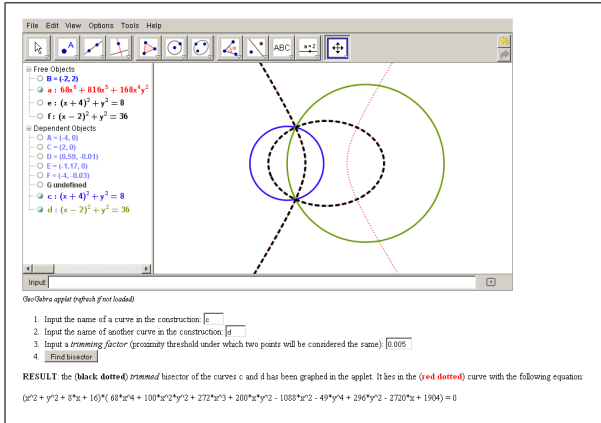 File Edit View Options Tools Help
A
ABC
a=2
Free Objects
B = (-2, 2)
a : 68x⁶ + 816x⁵ + 168x⁴y²
e : (x + 4)² + y² = 8
f : (x − 2)² + y² = 36
Dependent Objects
A = (-4, 0)
C = (2, 0)
D = (0.59, -0.01)
E = (-1.17, 0)
F = (-4, -0.03)
G undefined
c : (x + 4)² + y² = 8
d : (x − 2)² + y² = 36
Input:
GeoGebra applet (refresh if not loaded)
1. Input the name of a curve in the construction: c
2. Input the name of another curve in the construction: d
3. Input a trimming factor (proximity threshold under which two points will be considered the same): 0.005
4. Find bisector
RESULT: the (black dotted) trimmed bisector of the curves c and d has been graphed in the applet. It lies in the (red dotted) curve with the following equation:
(x^2 + y^2 + 8*x + 16)*( 68*x^4 + 100*x^2*y^2 + 272*x^3 + 200*x*y^2 - 1088*x^2 - 49*y^4 + 296*y^2 - 2720*x + 1904) = 0